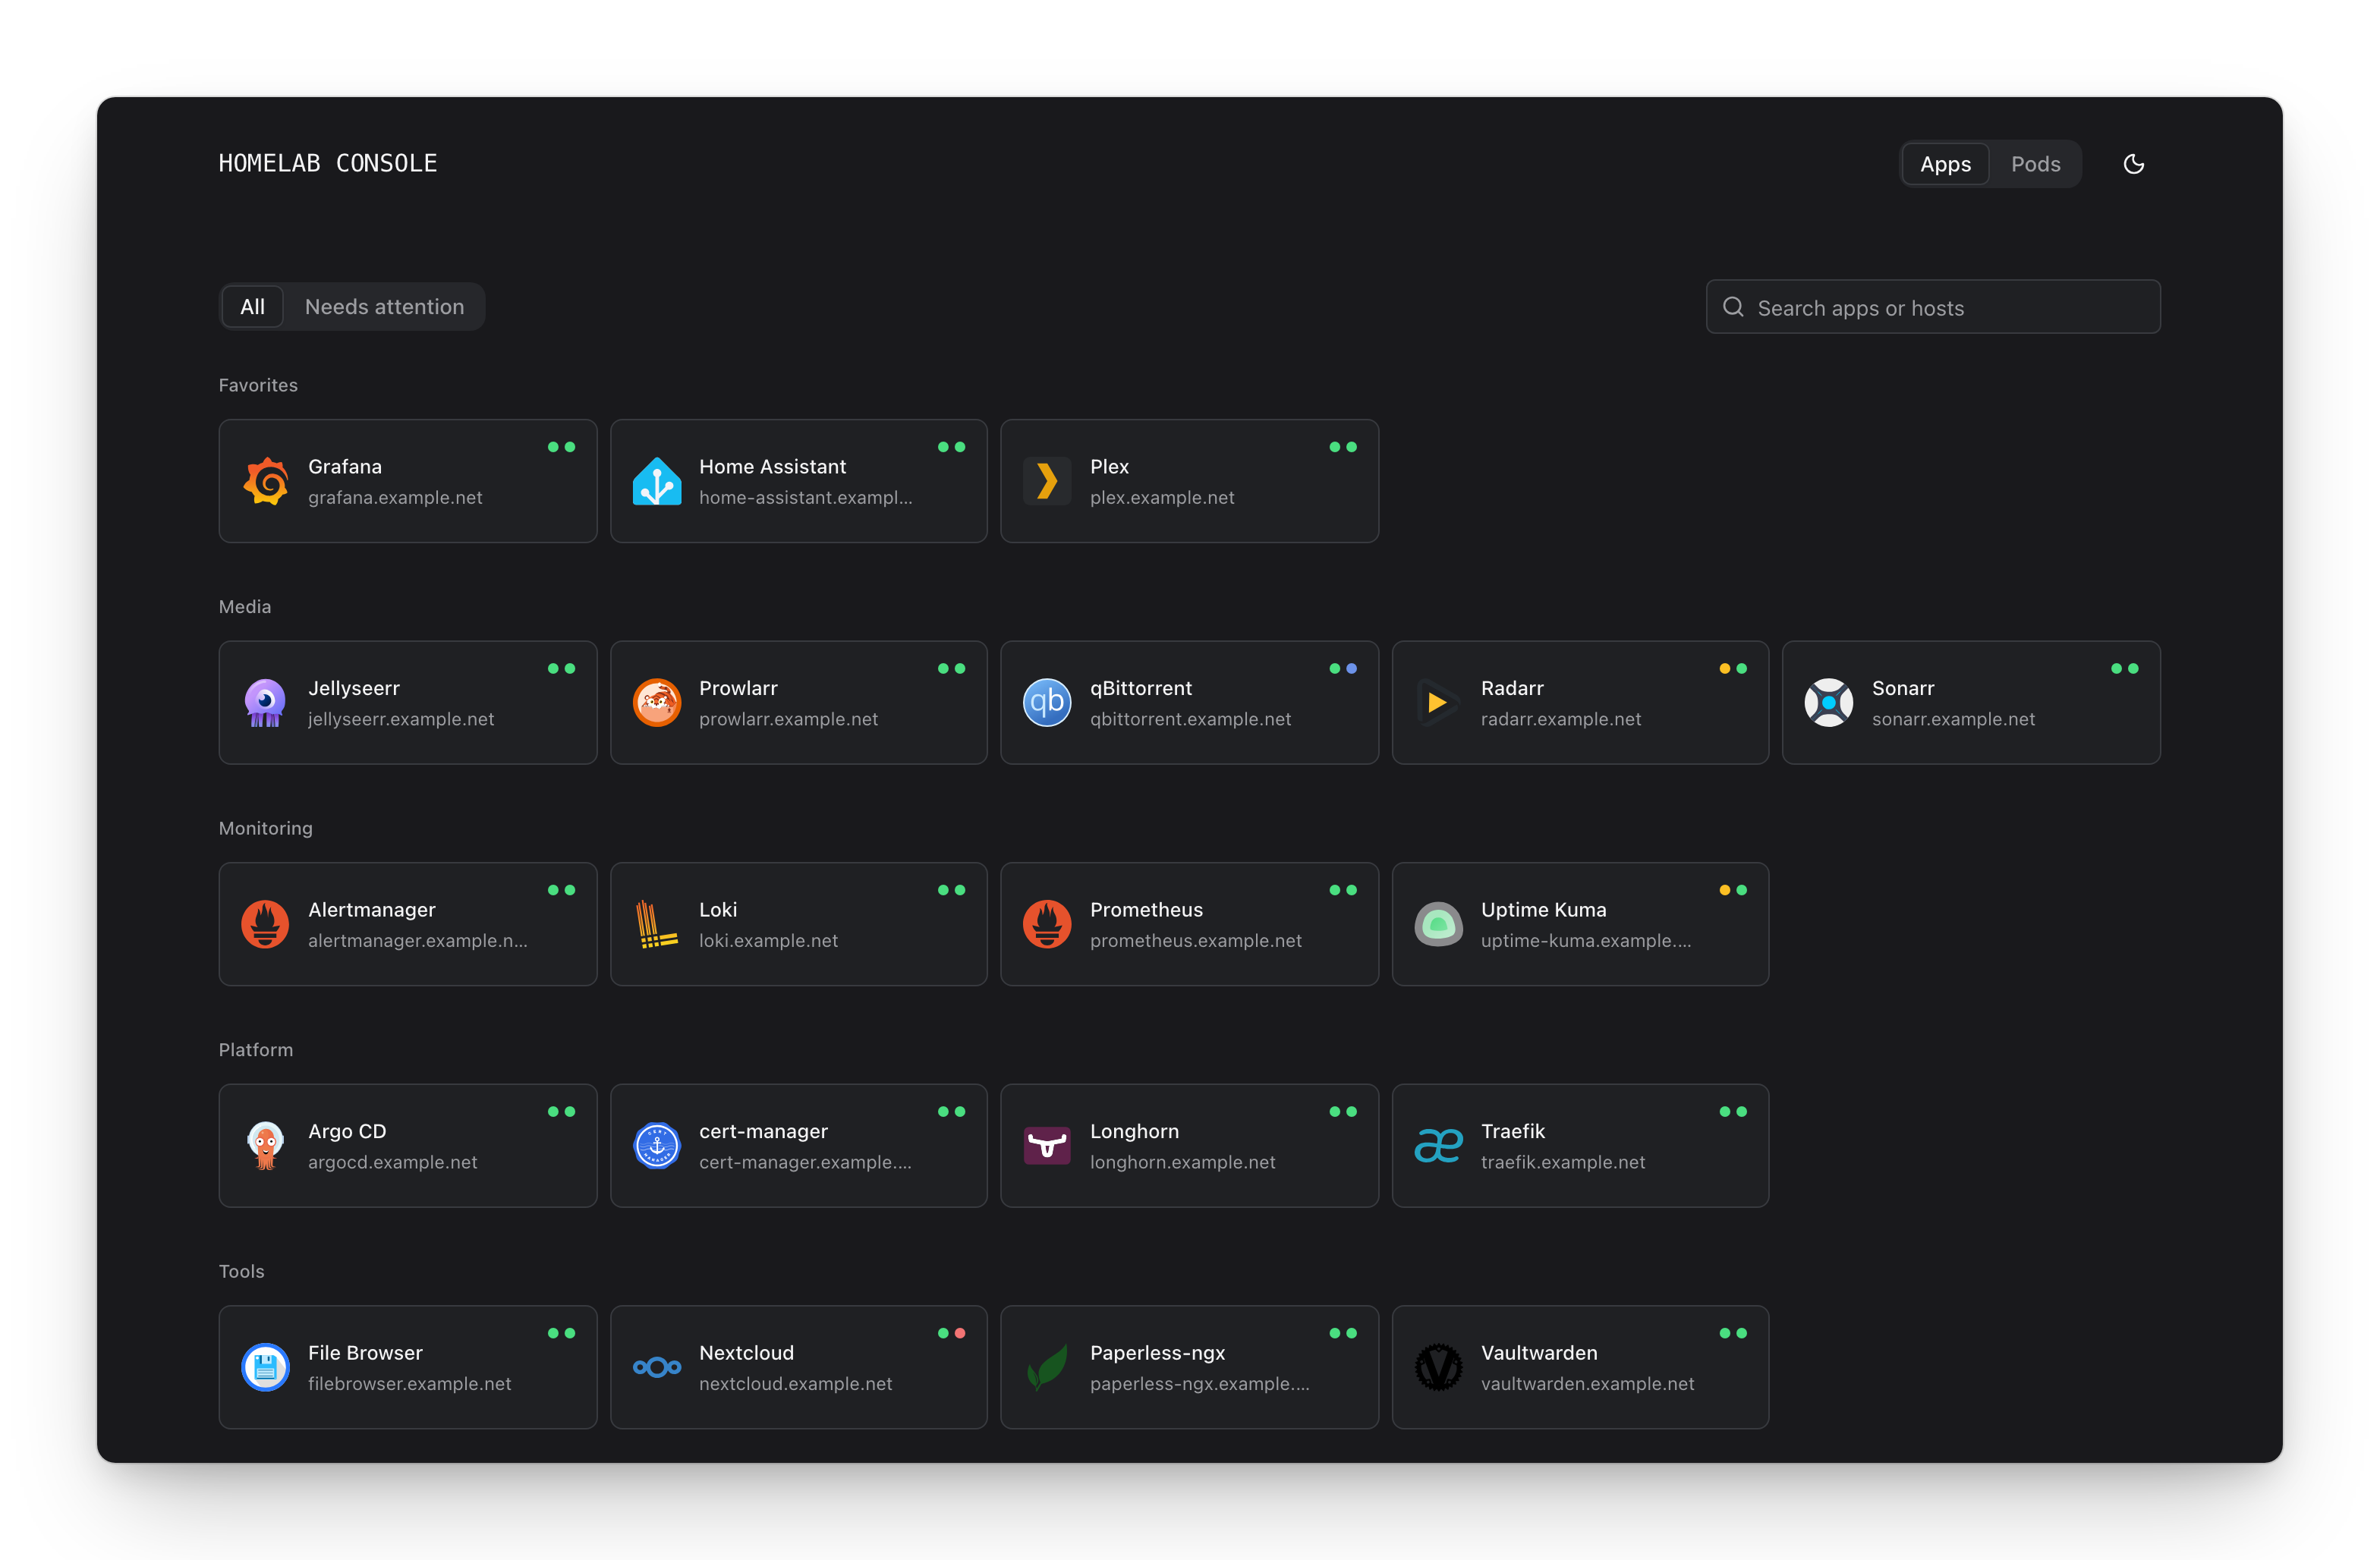 HOMELAB CONSOLE
Apps
Pods
All
Needs attention
Search apps or hosts
Favorites
Grafana
grafana.example.net
Home Assistant
home-assistant.exampl...
Plex
plex.example.net
Media
Jellyseerr
jellyseerr.example.net
Prowlarr
prowlarr.example.net
qb
qBittorrent
qbittorrent.example.net
Radarr
radarr.example.net
Sonarr
sonarr.example.net
Monitoring
Alertmanager
alertmanager.example.n...
Loki
loki.example.net
Prometheus
prometheus.example.net
Uptime Kuma
uptime-kuma.example....
Platform
Argo CD
argocd.example.net
CERT
MANAGER
cert-manager
cert-manager.example....
Longhorn
longhorn.example.net
Traefik
traefik.example.net
Tools
File Browser
filebrowser.example.net
Nextcloud
nextcloud.example.net
Paperless-ngx
paperless-ngx.example....
Vaultwarden
vaultwarden.example.net